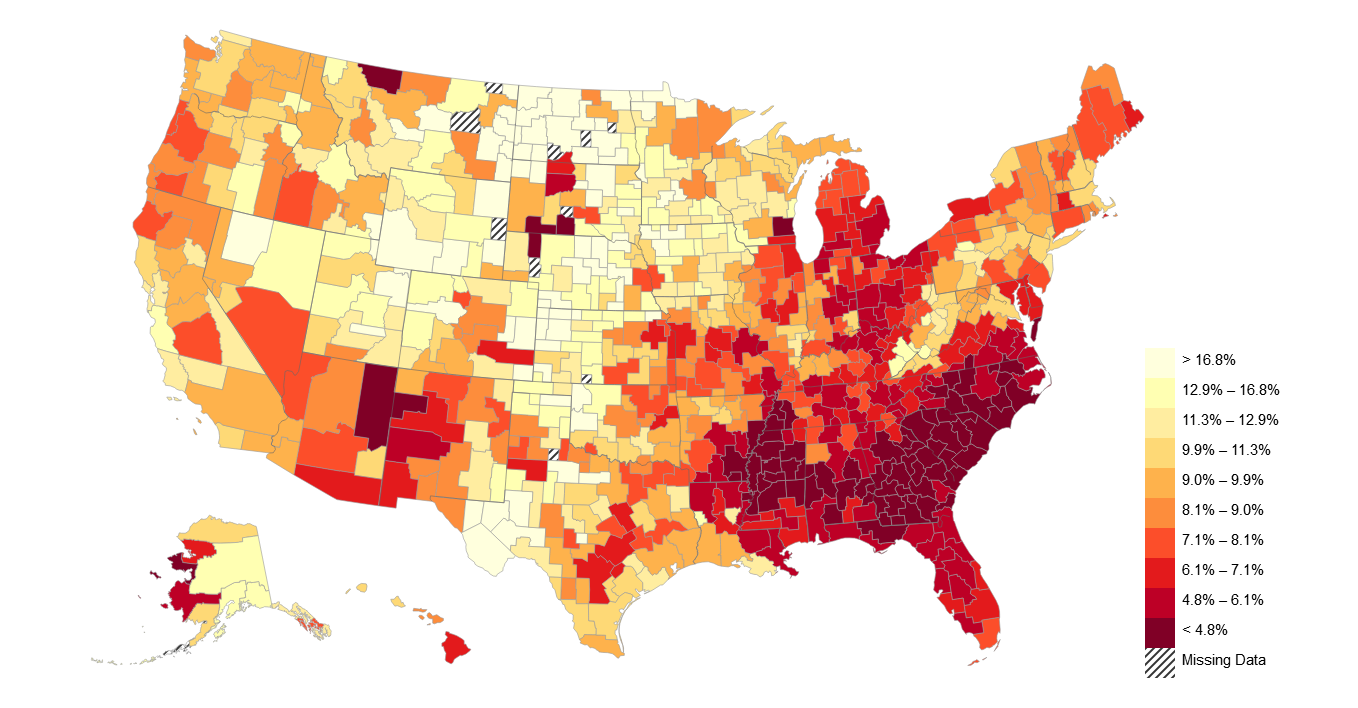 > 16.8%
12.9% – 16.8%
11.3% – 12.9%
9.9% – 11.3%
9.0% – 9.9%
8.1% – 9.0%
7.1% – 8.1%
6.1% – 7.1%
4.8% – 6.1%
< 4.8%
Missing Data